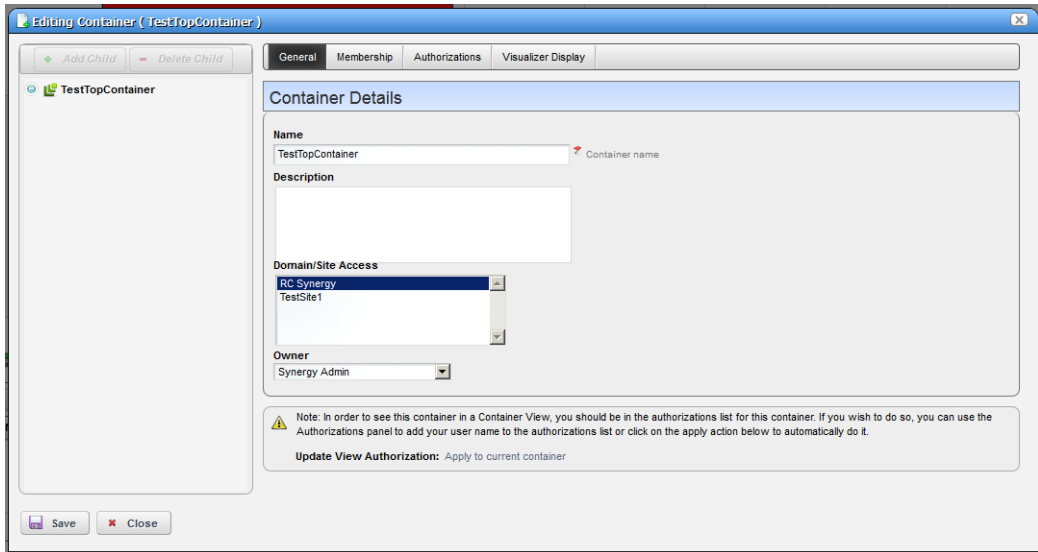 Editing Container ( TestTopContainer )
Add Child
Delete Child
TestTopContainer
General
Membership
Authorizations
Visualizer Display
Container Details
Name
TestTopContainer
Container name
Description
Domain/Site Access
RC Synergy
TestSite1
Owner
Synergy Admin
Note: In order to see this container in a Container View, you should be in the authorizations list for this container. If you wish to do so, you can use the
Authorizations panel to add your user name to the authorizations list or click on the apply action below to automatically do it.
Update View Authorization: Apply to current container
Save
Close